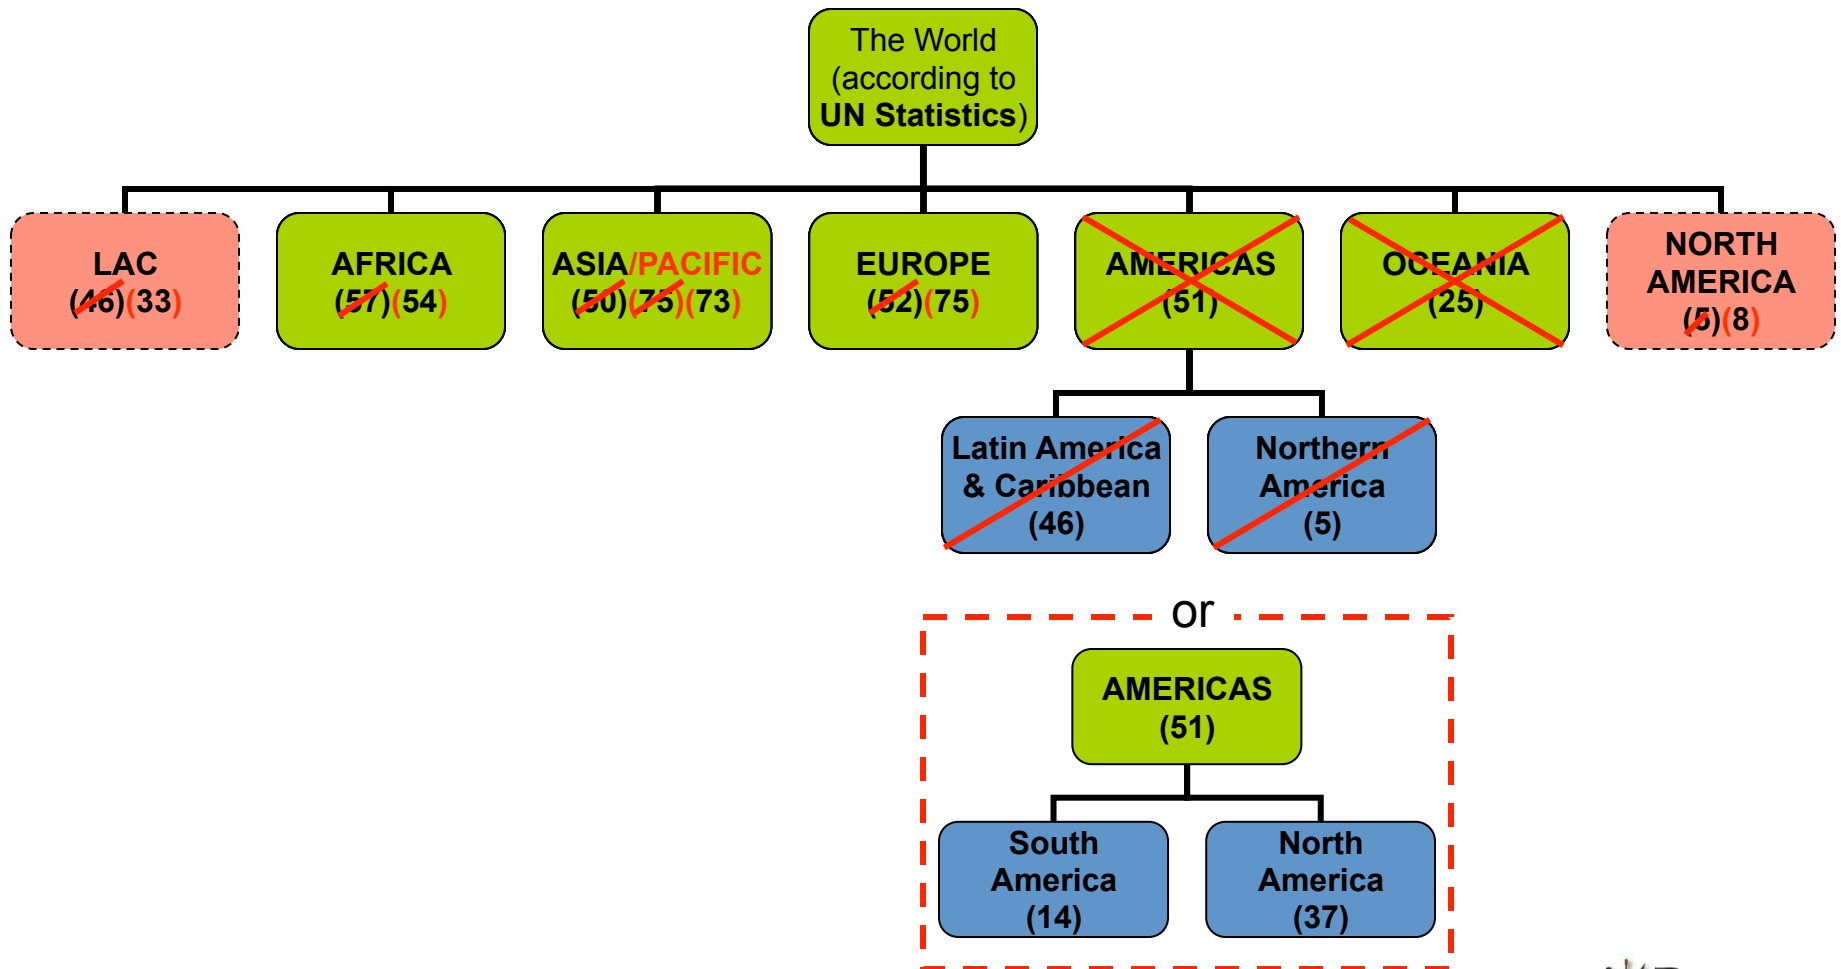 The World
(according to
UN Statistics)
LAC
(46)(33)
AFRICA
(57)(54)
ASIA/PACIFIC
(50)(75)(73)
EUROPE
(52)(75)
AMERICAS
(51)
OCEANIA
(25)
NORTH
AMERICA
(5)(8)
Latin America
& Caribbean
(46)
Northern
America
(5)
or
AMERICAS
(51)
South
America
(14)
North
America
(37)